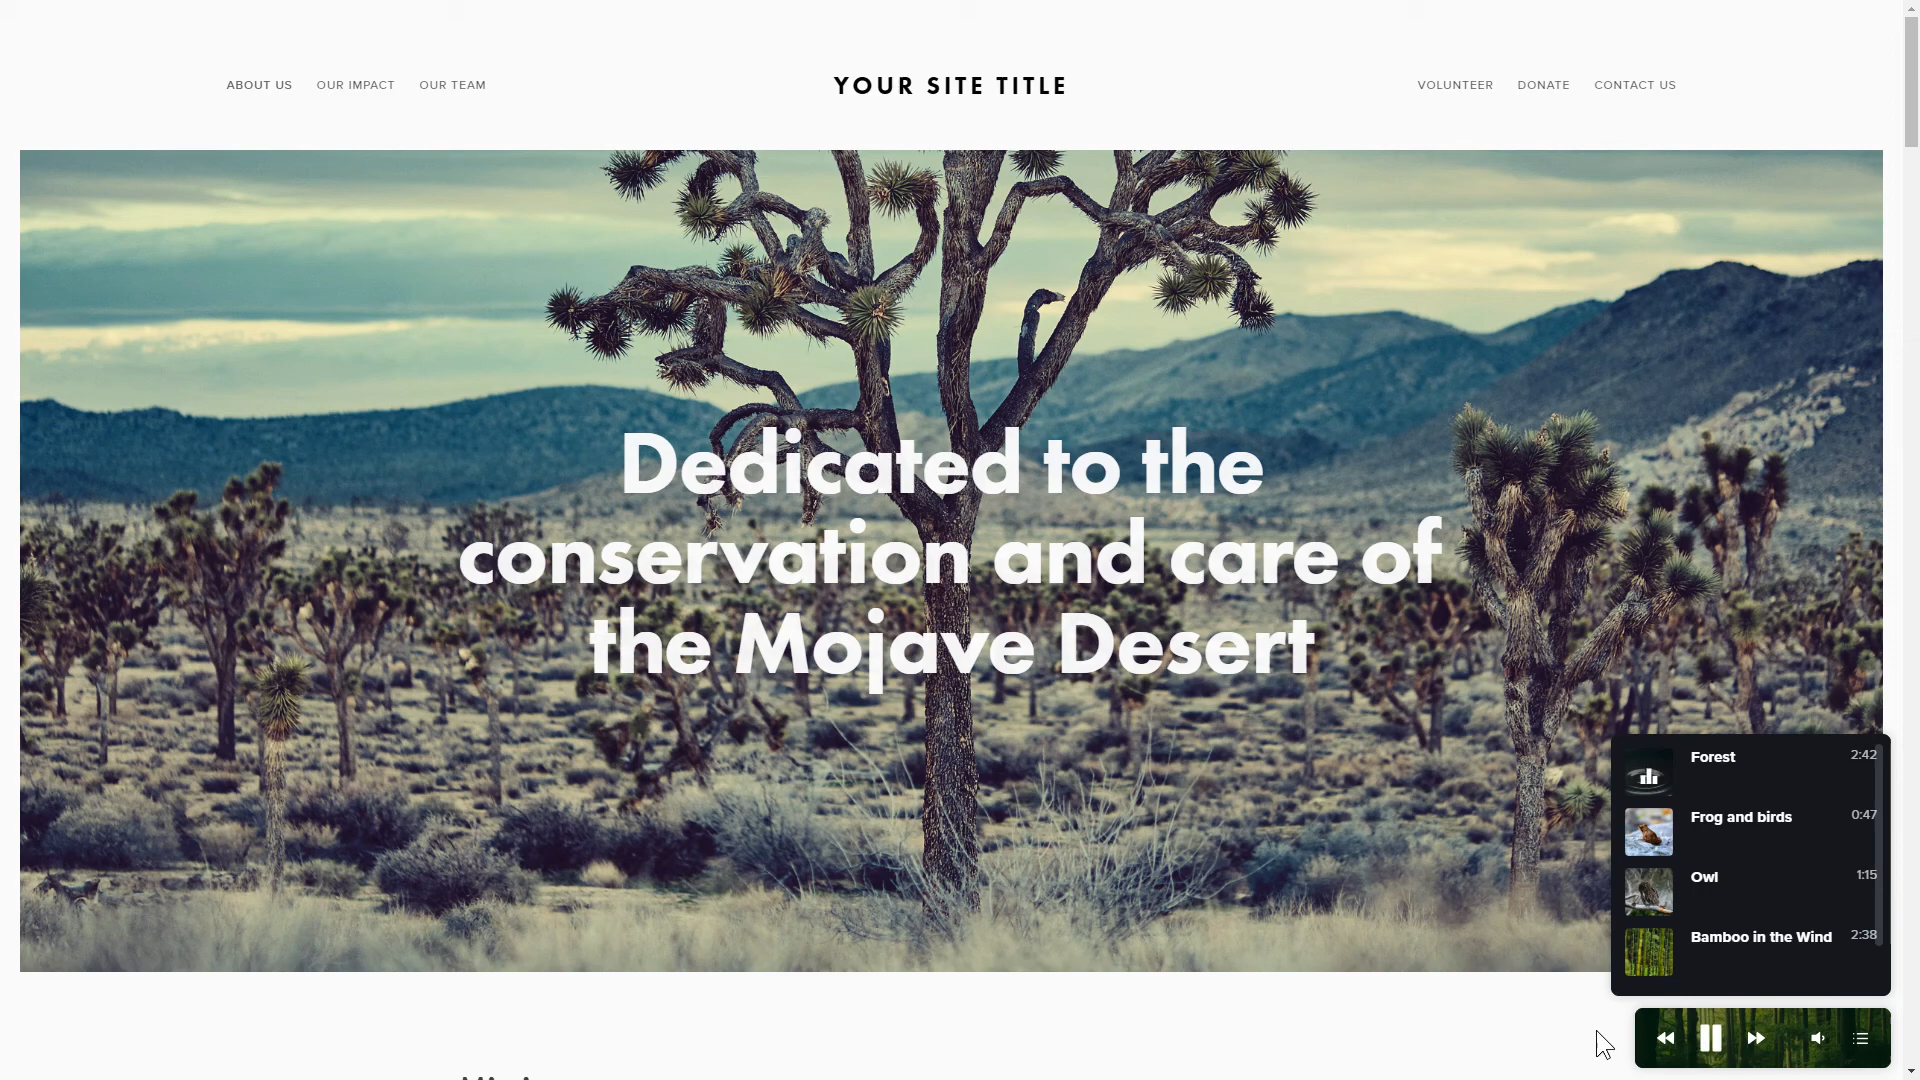 ABOUT US OUR IMPACT OUR TEAM
YOUR SITE TITLE
VOLUNTEER DONATE CONTACT US
Dedicated to the
conservation and care of
the Mojave Desert
Forest 2:42
Frog and birds 0:47
Owl 1:15
Bamboo in the Wind 2:38